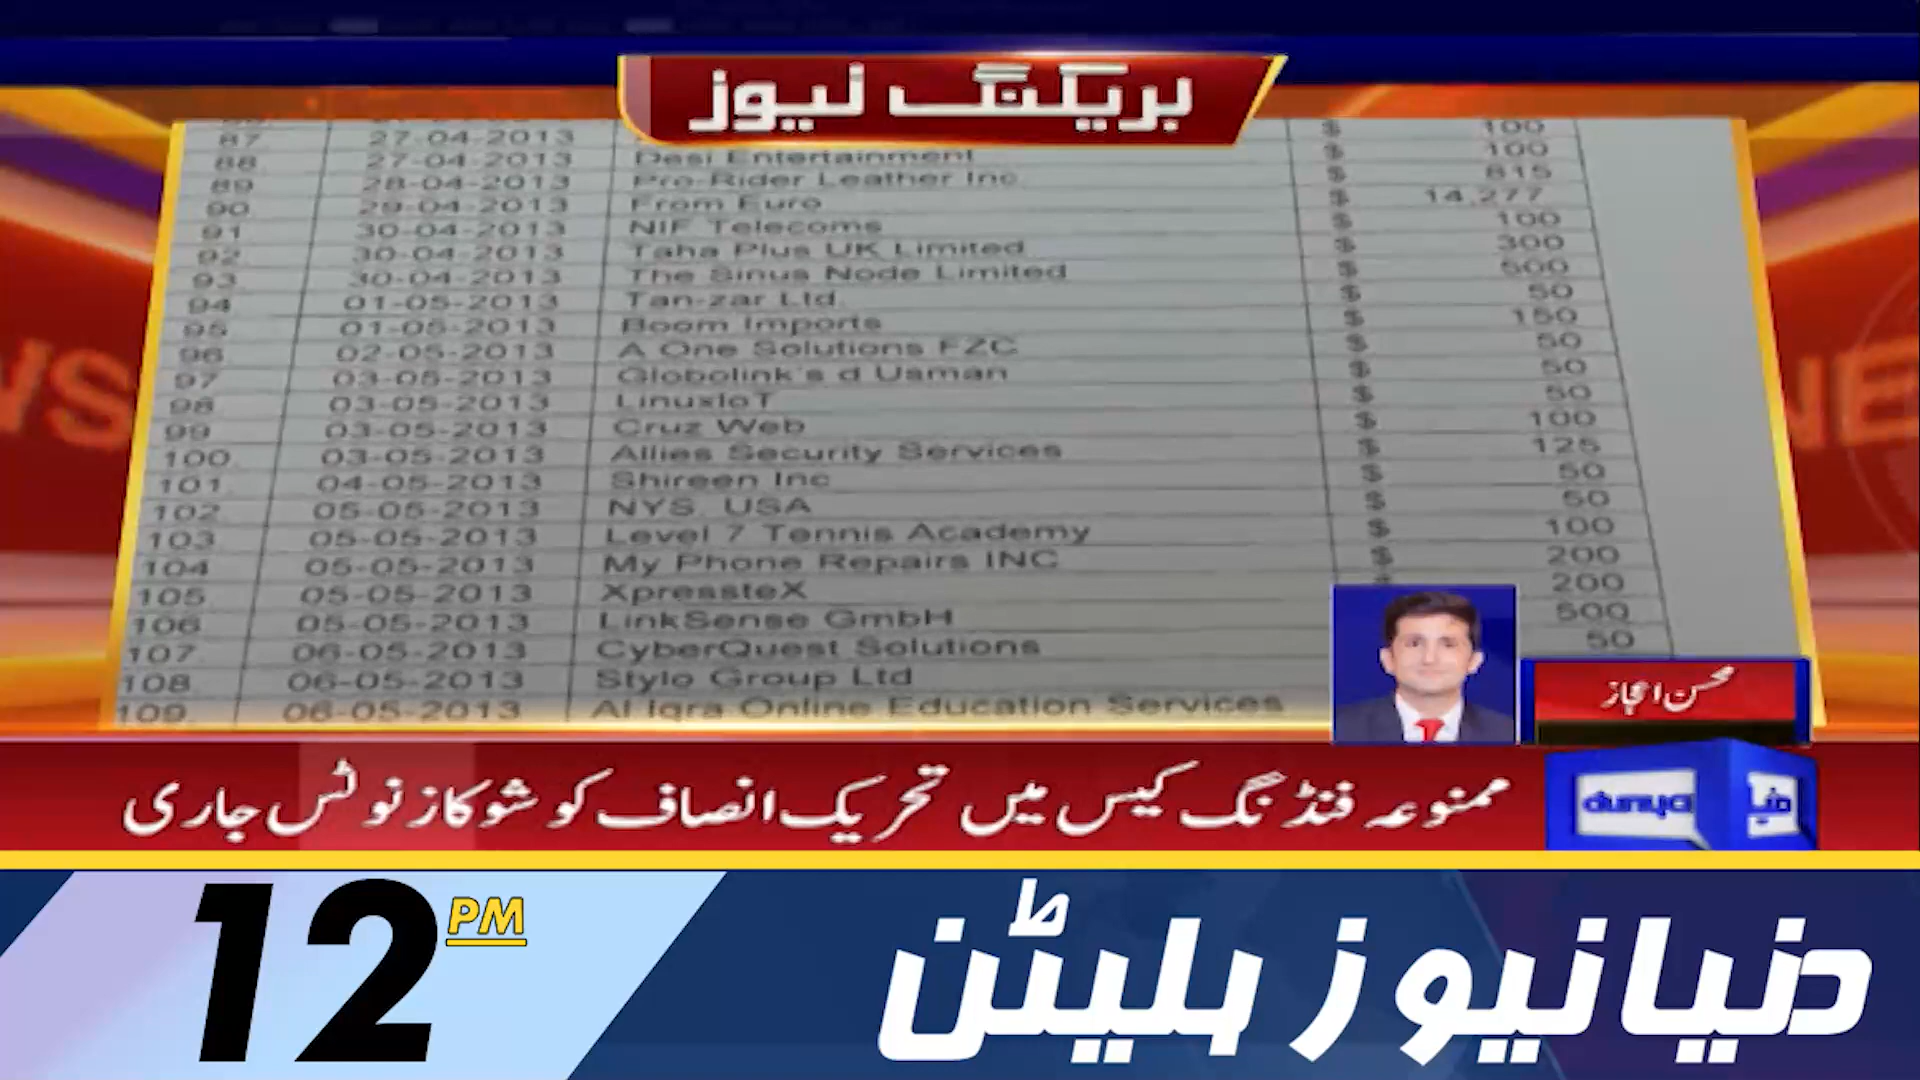 بریکنگ نیوز
87. 27-04-2013 $ 100
88. 27-04-2013 Desi Entertainment $ 100
89. 28-04-2013 Pro-Rider Leather Inc. $ 815
90. 29-04-2013 From Euro $ 14,277
91. 30-04-2013 NIF Telecoms $ 100
92. 30-04-2013 Taha Plus UK Limited $ 300
93. 30-04-2013 The Sinus Node Limited $ 500
94. 01-05-2013 Tan-zar Ltd. $ 50
95. 01-05-2013 Boom Imports $ 150
96. 02-05-2013 A One Solutions FZC $ 50
97. 03-05-2013 Globolink's d Usman $ 50
98. 03-05-2013 LinuxIoT $ 50
99. 03-05-2013 Cruz Web $ 100
100. 03-05-2013 Allies Security Services $ 125
101. 04-05-2013 Shireen Inc $ 50
102. 05-05-2013 NYS, USA $ 50
103. 05-05-2013 Level 7 Tennis Academy $ 100
104. 05-05-2013 My Phone Repairs INC $ 200
105. 05-05-2013 XpressteX $ 200
106. 05-05-2013 LinkSense GmbH 500
107. 06-05-2013 CyberQuest Solutions 50
108. 06-05-2013 Stylo Group Ltd
109. 06-05-2013 Al Iqra Online Education Services
محسن اعجاز
ممنوعہ فنڈنگ کیس میں تحریک انصاف کو شوکاز نوٹس جاری
dunya دنیا
12 PM
دنیا نیوز بلیٹن